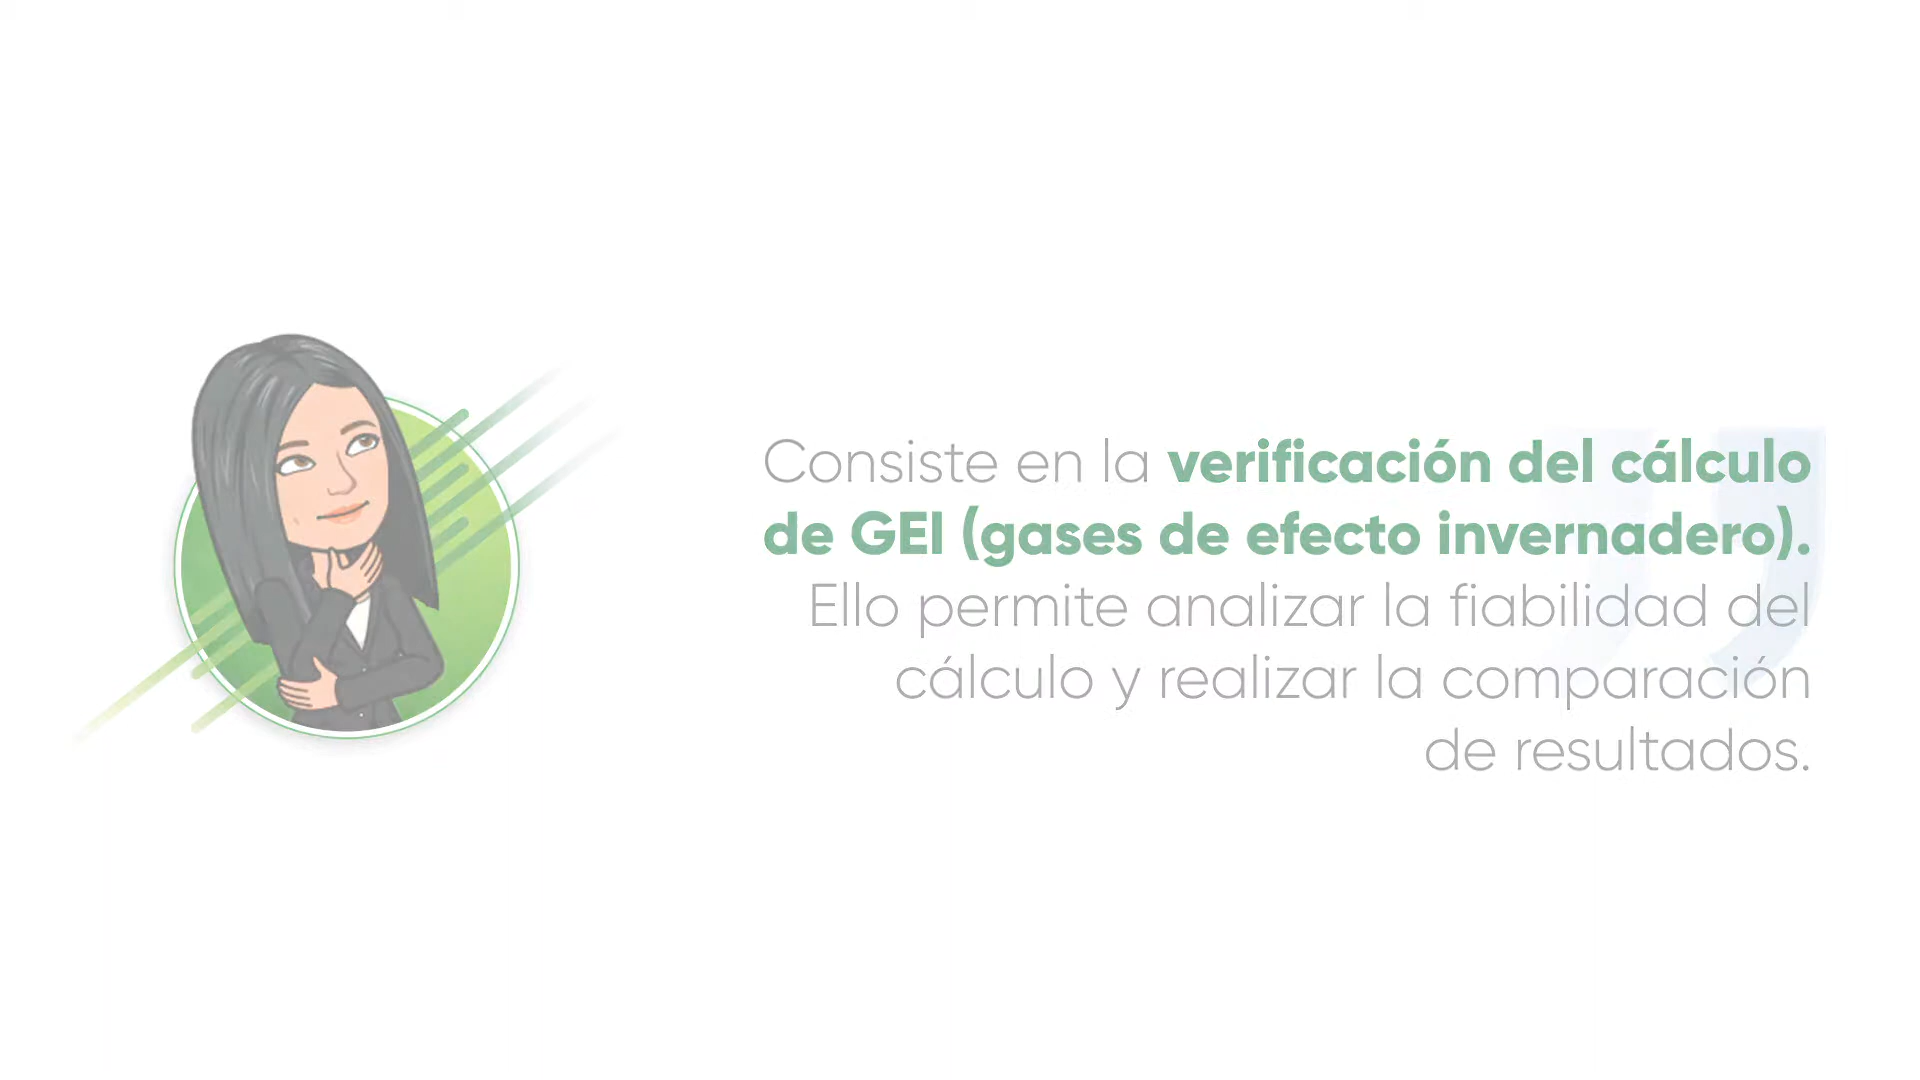 Consiste en la verificación del cálculo
de GEI (gases de efecto invernadero).
Ello permite analizar la fiabilidad del
cálculo y realizar la comparación
de resultados.